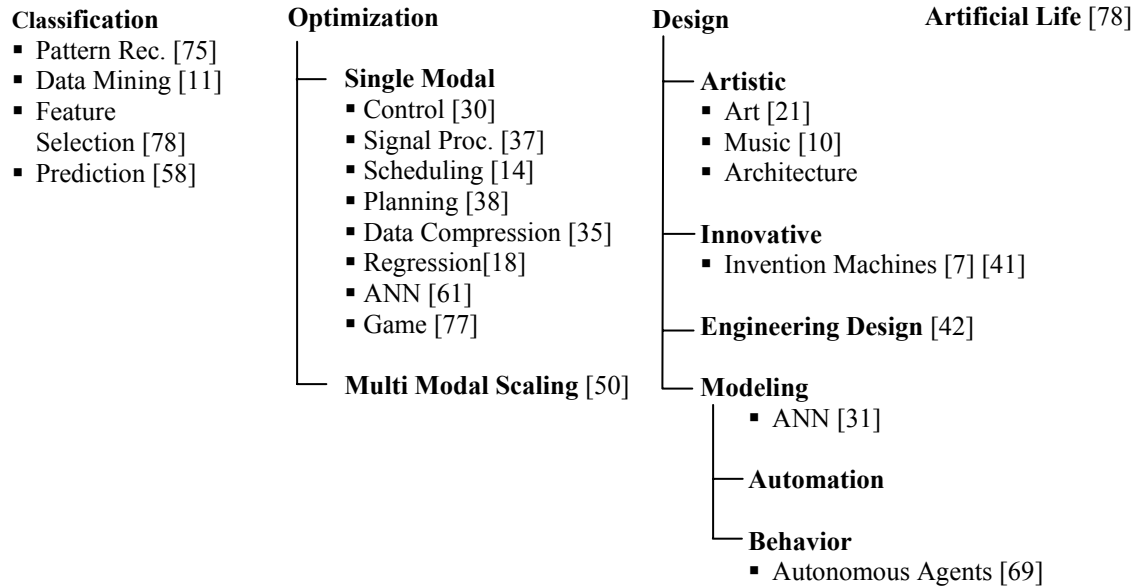 Classification
▪ Pattern Rec. [75]
▪ Data Mining [11]
▪ Feature
Selection [78]
▪ Prediction [58]
Optimization
Single Modal
▪ Control [30]
▪ Signal Proc. [37]
▪ Scheduling [14]
▪ Planning [38]
▪ Data Compression [35]
▪ Regression[18]
▪ ANN [61]
▪ Game [77]
Multi Modal Scaling [50]
Design
Artistic
▪ Art [21]
▪ Music [10]
▪ Architecture
Innovative
▪ Invention Machines [7] [41]
Engineering Design [42]
Modeling
▪ ANN [31]
Automation
Behavior
▪ Autonomous Agents [69]
Artificial Life [78]